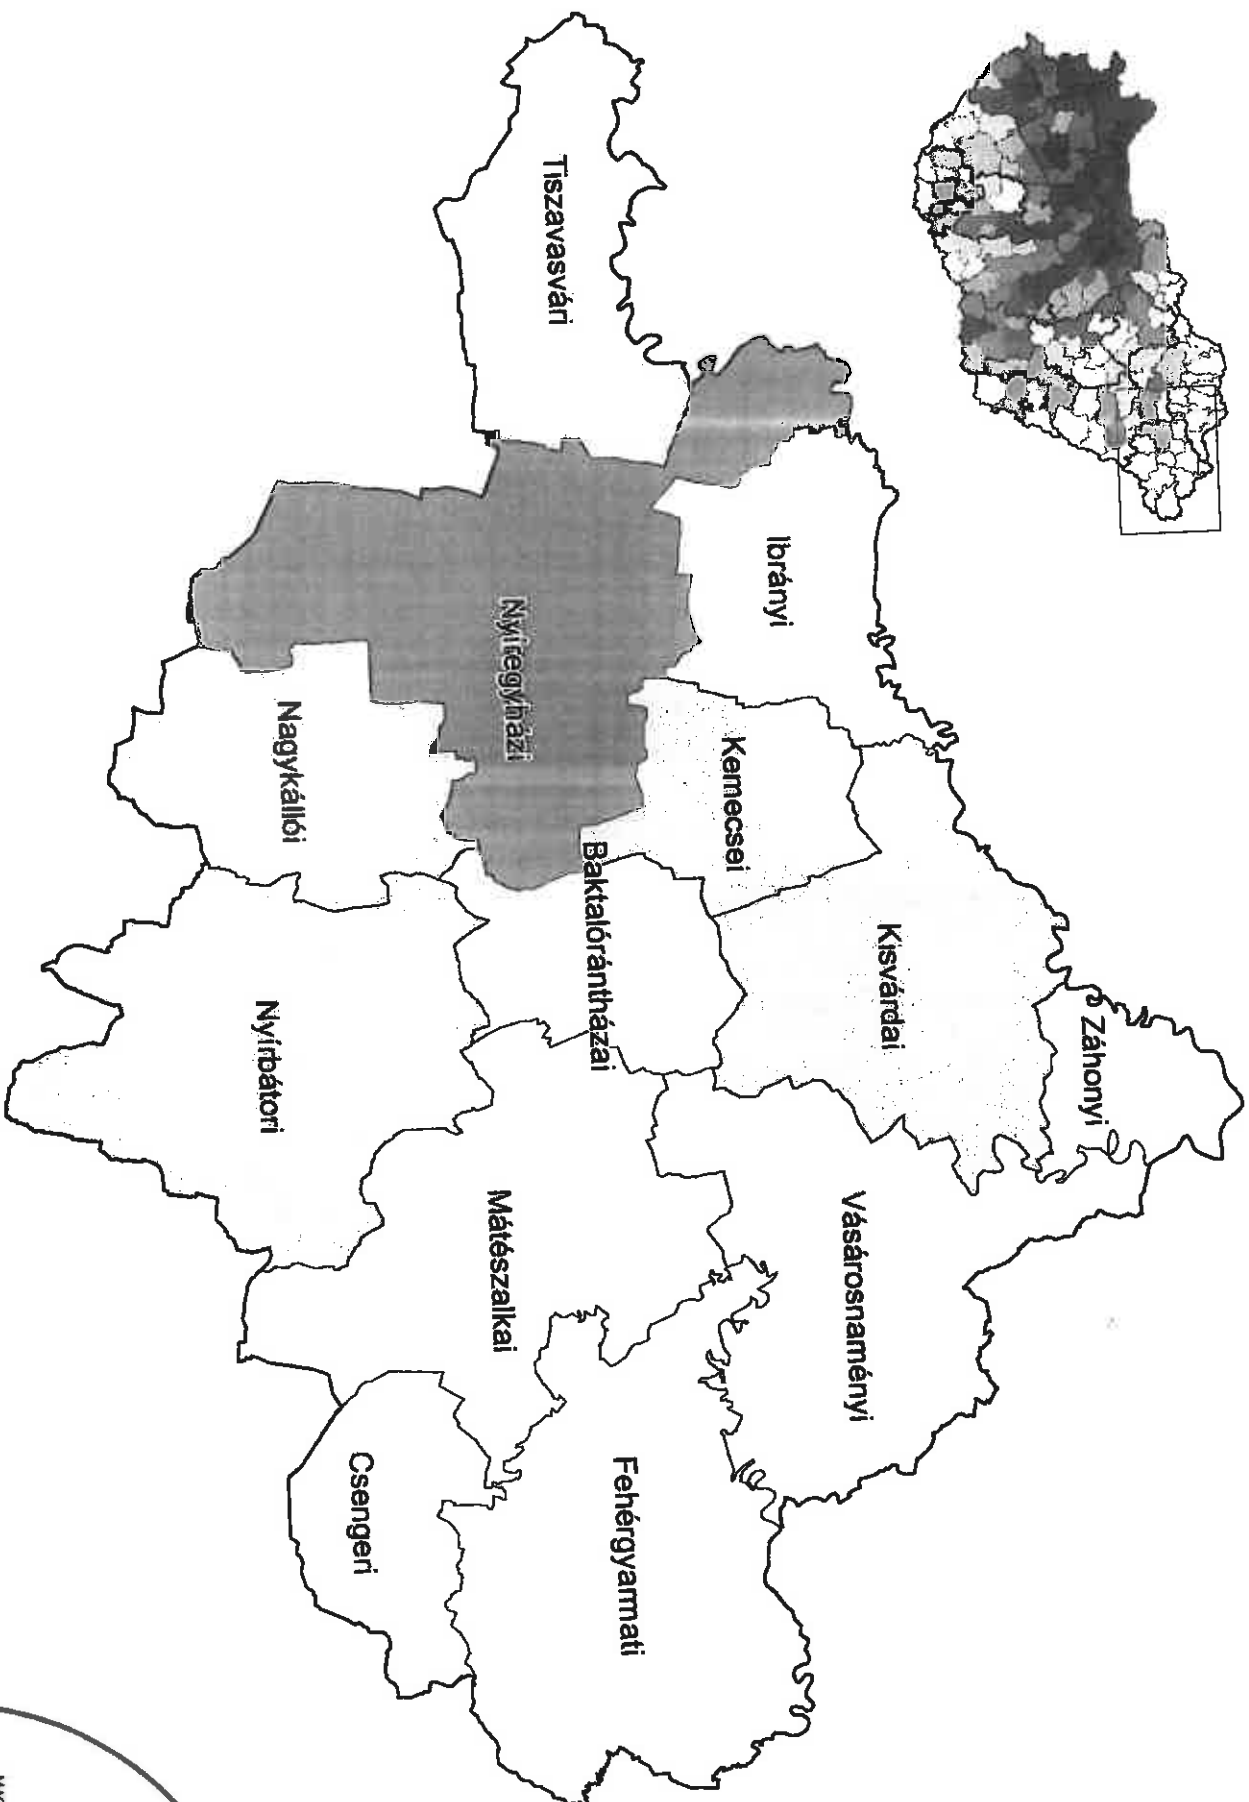 Záhonyi
Kisvárdai
Vásárosnaményi
Ibrányi
Kemecsei
Baktalórántházai
Fehérgyarmati
Tiszavasvári
Nyíregyházi
Mátészalkai
Csengeri
Nagykállói
Nyírbátori